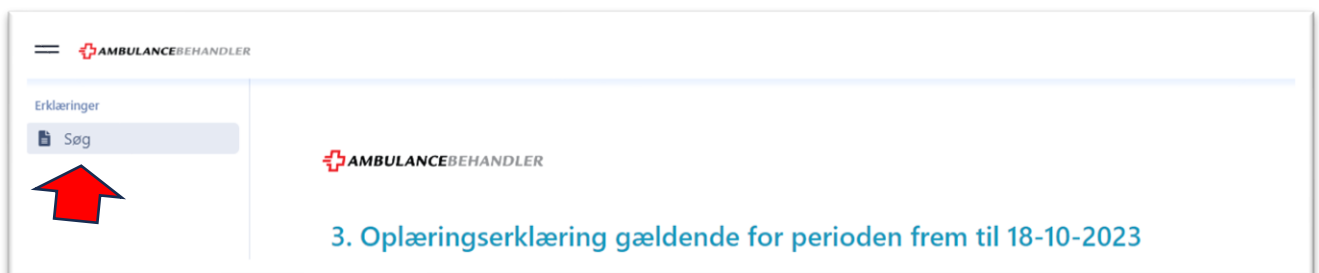 AMBULANCEBEHANDLER
Erklæringer
Søg
AMBULANCEBEHANDLER
3. Oplæringserklæring gældende for perioden frem til 18-10-2023